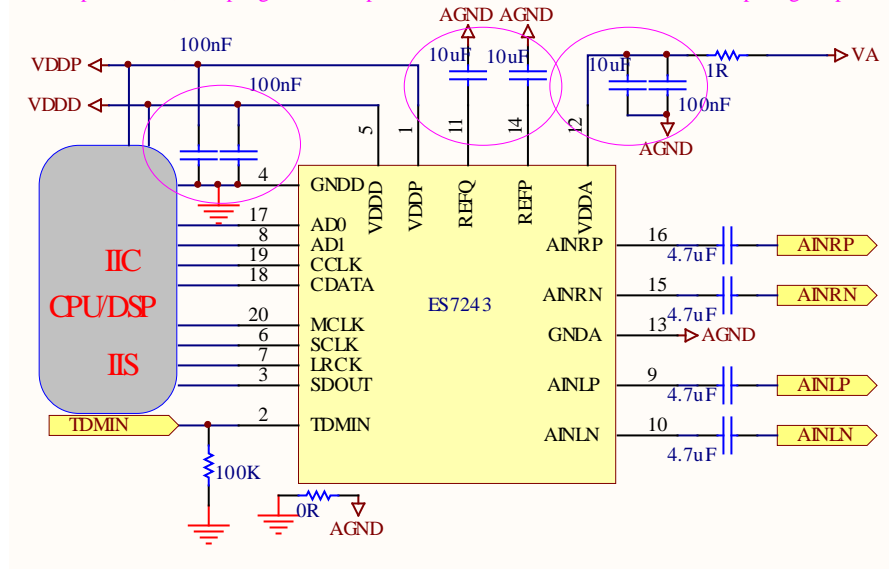 AGND AGND
100nF
10uF
10uF
VDDP
10uF
1R
VA
100nF
VDDD
100nF
AGND
5
1
11
14
12
4
GNDD
VDDD
VDDP
REFQ
REFP
VDDA
17
AD0
8
AD1
19
CCLK
18
CDATA
20
MCLK
6
SCLK
7
LRCK
3
SDOUT
2
TDMIN
IIC
CPU/DSP
IIS
ES7243
AINRP
16
4.7uF
AINRP
AINRN
15
4.7uF
AINRN
GNDA
13
AGND
AINLP
9
4.7uF
AINLP
AINLN
10
4.7uF
AINLN
TDMIN
100K
0R
AGND